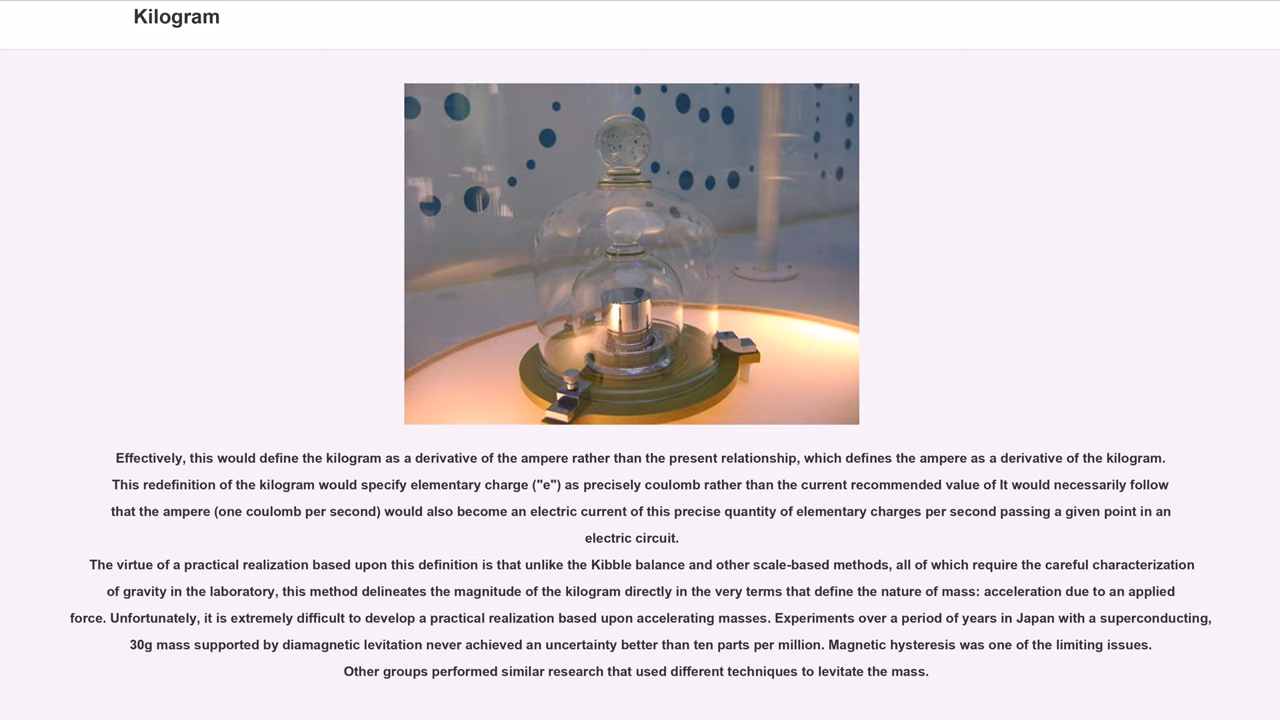 Kilogram
Effectively, this would define the kilogram as a derivative of the ampere rather than the present relationship, which defines the ampere as a derivative of the kilogram.
This redefinition of the kilogram would specify elementary charge ("e") as precisely coulomb rather than the current recommended value of It would necessarily follow
that the ampere (one coulomb per second) would also become an electric current of this precise quantity of elementary charges per second passing a given point in an
electric circuit.
The virtue of a practical realization based upon this definition is that unlike the Kibble balance and other scale-based methods, all of which require the careful characterization
of gravity in the laboratory, this method delineates the magnitude of the kilogram directly in the very terms that define the nature of mass: acceleration due to an applied
force. Unfortunately, it is extremely difficult to develop a practical realization based upon accelerating masses. Experiments over a period of years in Japan with a superconducting,
30g mass supported by diamagnetic levitation never achieved an uncertainty better than ten parts per million. Magnetic hysteresis was one of the limiting issues.
Other groups performed similar research that used different techniques to levitate the mass.